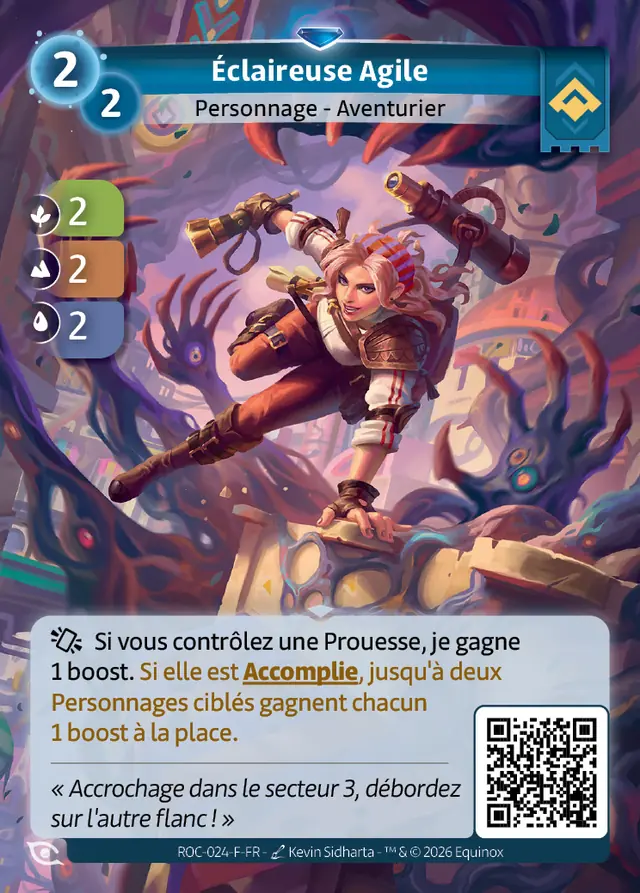 2
2
Éclaireuse Agile
Personnage - Aventurier
2
2
2
Si vous contrôlez une Prouesse, je gagne
1 boost. Si elle est Accomplie, jusqu'à deux
Personnages ciblés gagnent chacun
1 boost à la place.
« Accrochage dans le secteur 3, débordez
sur l'autre flanc ! »
ROC-024-F-FR - Kevin Sidharta - ™ & © 2026 Equinox